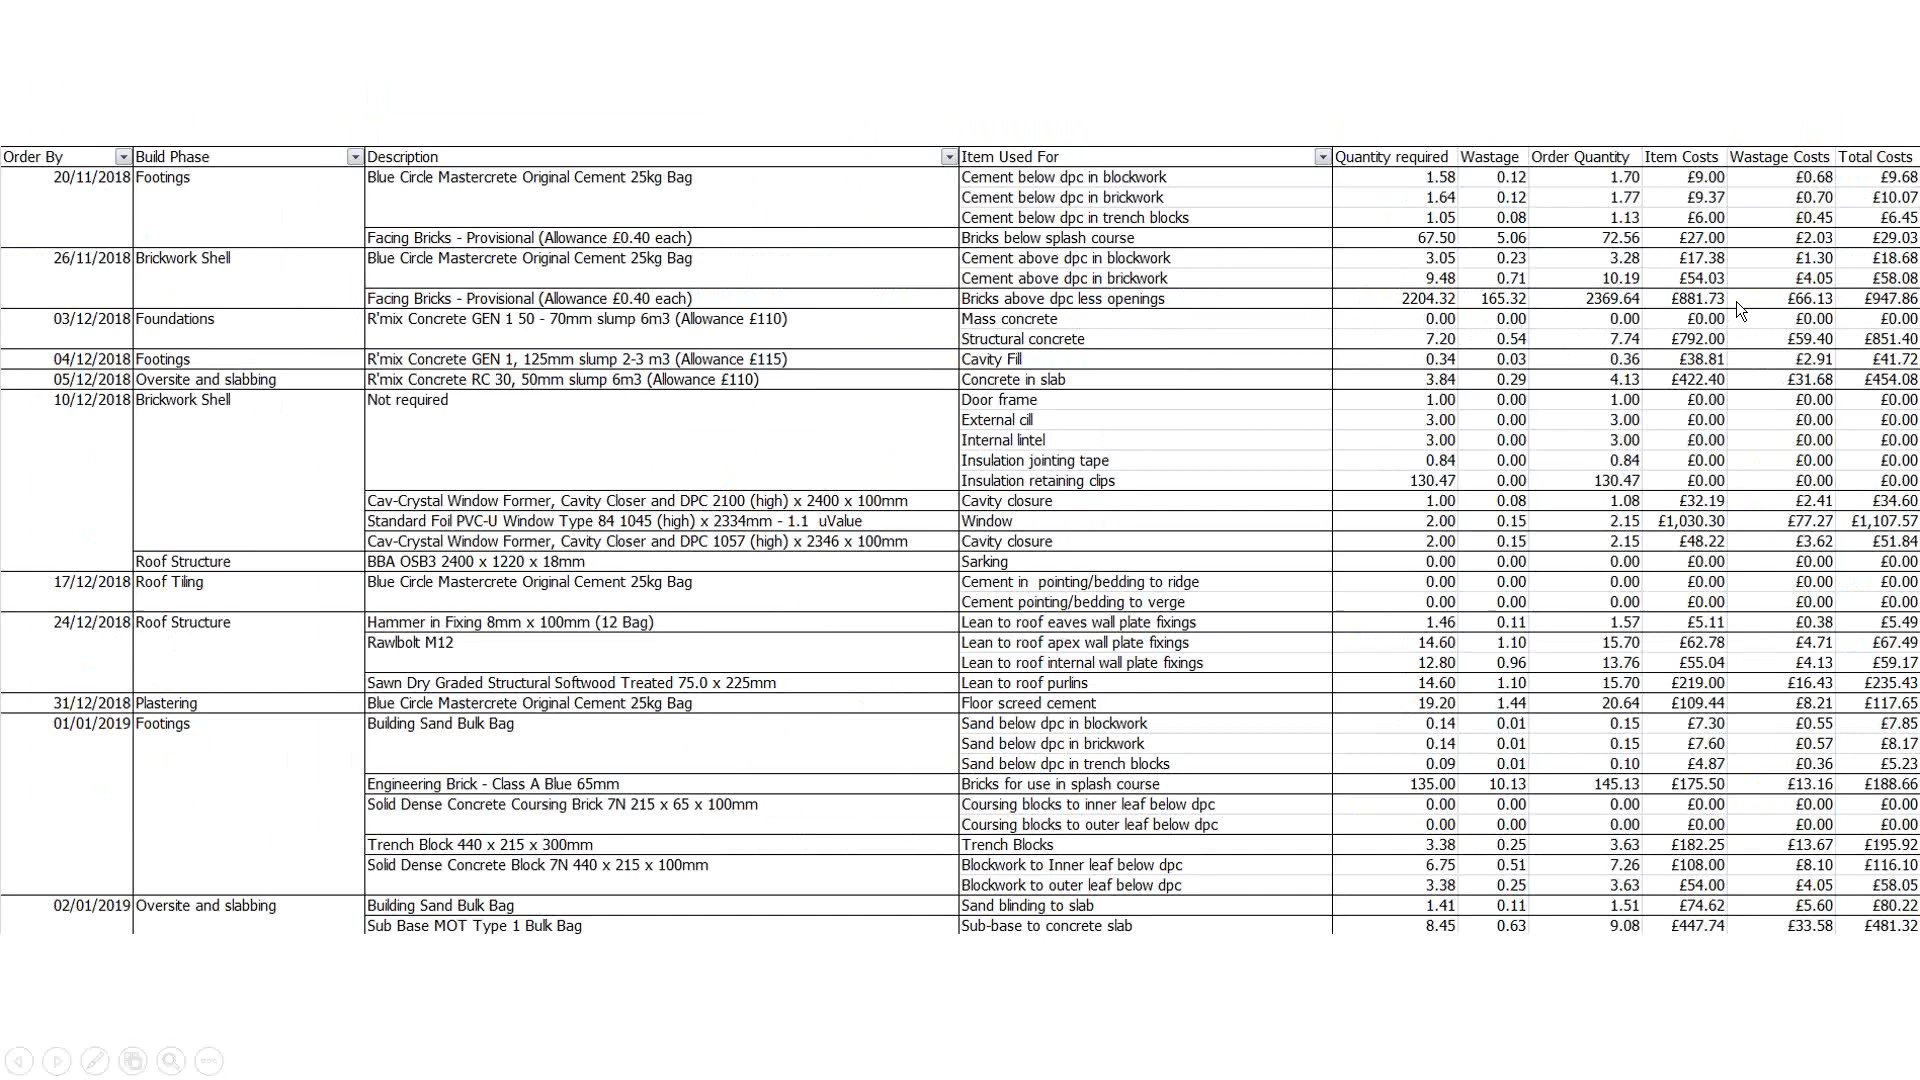 Order By Build Phase Description Item Used For Quantity required Wastage Order Quantity Item Costs Wastage Costs Total Costs
20/11/2018 Footings Blue Circle Mastercrete Original Cement 25kg Bag Cement below dpc in blockwork 1.58 0.12 1.70 £9.00 £0.68 £9.68
Cement below dpc in brickwork 1.64 0.12 1.77 £9.37 £0.70 £10.07
Cement below dpc in trench blocks 1.05 0.08 1.13 £6.00 £0.45 £6.45
Facing Bricks - Provisional (Allowance £0.40 each) Bricks below splash course 67.50 5.06 72.56 £27.00 £2.03 £29.03
26/11/2018 Brickwork Shell Blue Circle Mastercrete Original Cement 25kg Bag Cement above dpc in blockwork 3.05 0.23 3.28 £17.38 £1.30 £18.68
Cement above dpc in brickwork 9.48 0.71 10.19 £54.03 £4.05 £58.08
Facing Bricks - Provisional (Allowance £0.40 each) Bricks above dpc less openings 2204.32 165.32 2369.64 £881.73 £66.13 £947.86
03/12/2018 Foundations R'mix Concrete GEN 1 50 - 70mm slump 6m3 (Allowance £110) Mass concrete 0.00 0.00 0.00 £0.00 £0.00 £0.00
Structural concrete 7.20 0.54 7.74 £792.00 £59.40 £851.40
04/12/2018 Footings R'mix Concrete GEN 1, 125mm slump 2-3 m3 (Allowance £115) Cavity Fill 0.34 0.03 0.36 £38.81 £2.91 £41.72
05/12/2018 Oversite and slabbing R'mix Concrete RC 30, 50mm slump 6m3 (Allowance £110) Concrete in slab 3.84 0.29 4.13 £422.40 £31.68 £454.08
10/12/2018 Brickwork Shell Not required Door frame 1.00 0.00 1.00 £0.00 £0.00 £0.00
External cill 3.00 0.00 3.00 £0.00 £0.00 £0.00
Internal lintel 3.00 0.00 3.00 £0.00 £0.00 £0.00
Insulation jointing tape 0.84 0.00 0.84 £0.00 £0.00 £0.00
Insulation retaining clips 130.47 0.00 130.47 £0.00 £0.00 £0.00
Cav-Crystal Window Former, Cavity Closer and DPC 2100 (high) x 2400 x 100mm Cavity closure 1.00 0.08 1.08 £32.19 £2.41 £34.60
Standard Foil PVC-U Window Type 84 1045 (high) x 2334mm - 1.1 uValue Window 2.00 0.15 2.15 £1,030.30 £77.27 £1,107.57
Cav-Crystal Window Former, Cavity Closer and DPC 1057 (high) x 2346 x 100mm Cavity closure 2.00 0.15 2.15 £48.22 £3.62 £51.84
Roof Structure BBA OSB3 2400 x 1220 x 18mm Sarking 0.00 0.00 0.00 £0.00 £0.00 £0.00
17/12/2018 Roof Tiling Blue Circle Mastercrete Original Cement 25kg Bag Cement in pointing/bedding to ridge 0.00 0.00 0.00 £0.00 £0.00 £0.00
Cement pointing/bedding to verge 0.00 0.00 0.00 £0.00 £0.00 £0.00
24/12/2018 Roof Structure Hammer in Fixing 8mm x 100mm (12 Bag) Lean to roof eaves wall plate fixings 1.46 0.11 1.57 £5.11 £0.38 £5.49
Rawlbolt M12 Lean to roof apex wall plate fixings 14.60 1.10 15.70 £62.78 £4.71 £67.49
Lean to roof internal wall plate fixings 12.80 0.96 13.76 £55.04 £4.13 £59.17
Sawn Dry Graded Structural Softwood Treated 75.0 x 225mm Lean to roof purlins 14.60 1.10 15.70 £219.00 £16.43 £235.43
31/12/2018 Plastering Blue Circle Mastercrete Original Cement 25kg Bag Floor screed cement 19.20 1.44 20.64 £109.44 £8.21 £117.65
01/01/2019 Footings Building Sand Bulk Bag Sand below dpc in blockwork 0.14 0.01 0.15 £7.30 £0.55 £7.85
Sand below dpc in brickwork 0.14 0.01 0.15 £7.60 £0.57 £8.17
Sand below dpc in trench blocks 0.09 0.01 0.10 £4.87 £0.36 £5.23
Engineering Brick - Class A Blue 65mm Bricks for use in splash course 135.00 10.13 145.13 £175.50 £13.16 £188.66
Solid Dense Concrete Coursing Brick 7N 215 x 65 x 100mm Coursing blocks to inner leaf below dpc 0.00 0.00 0.00 £0.00 £0.00 £0.00
Coursing blocks to outer leaf below dpc 0.00 0.00 0.00 £0.00 £0.00 £0.00
Trench Block 440 x 215 x 300mm Trench Blocks 3.38 0.25 3.63 £182.25 £13.67 £195.92
Solid Dense Concrete Block 7N 440 x 215 x 100mm Blockwork to Inner leaf below dpc 6.75 0.51 7.26 £108.00 £8.10 £116.10
Blockwork to outer leaf below dpc 3.38 0.25 3.63 £54.00 £4.05 £58.05
02/01/2019 Oversite and slabbing Building Sand Bulk Bag Sand blinding to slab 1.41 0.11 1.51 £74.62 £5.60 £80.22
Sub Base MOT Type 1 Bulk Bag Sub-base to concrete slab 8.45 0.63 9.08 £447.74 £33.58 £481.32